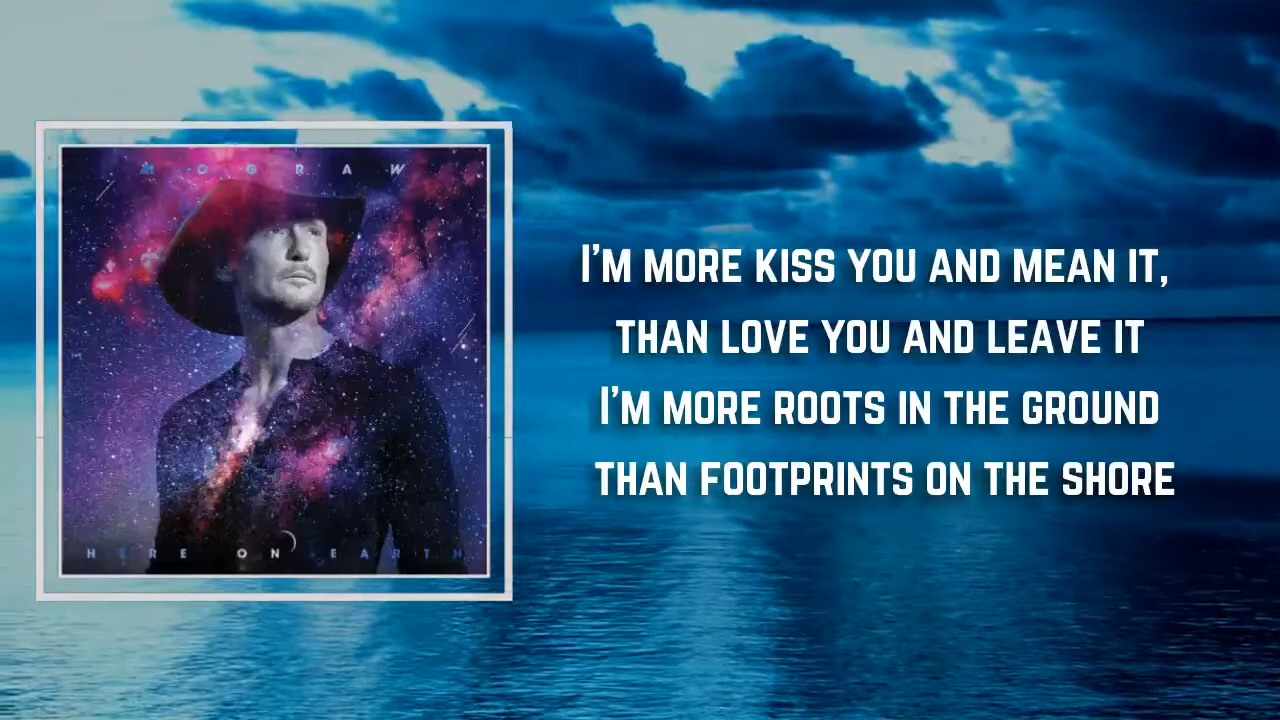 MCGRAW
HERE ON EARTH
I'M MORE KISS YOU AND MEAN IT,
THAN LOVE YOU AND LEAVE IT
I'M MORE ROOTS IN THE GROUND
THAN FOOTPRINTS ON THE SHORE